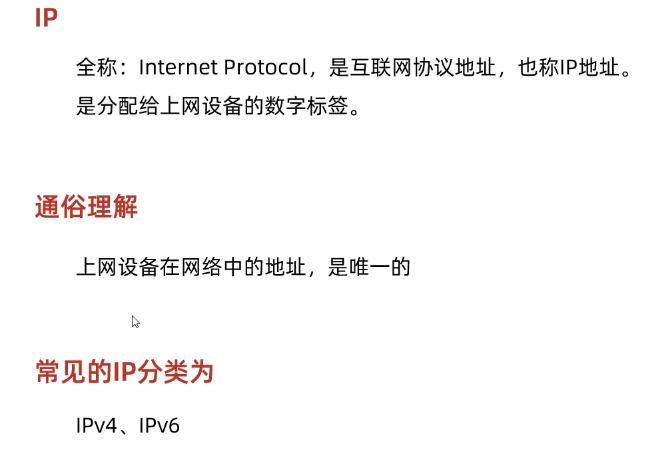 IP
全称：Internet Protocol，是互联网协议地址，也称IP地址。
是分配给上网设备的数字标签。
通俗理解
上网设备在网络中的地址，是唯一的
常见的IP分类为
IPv4、IPv6